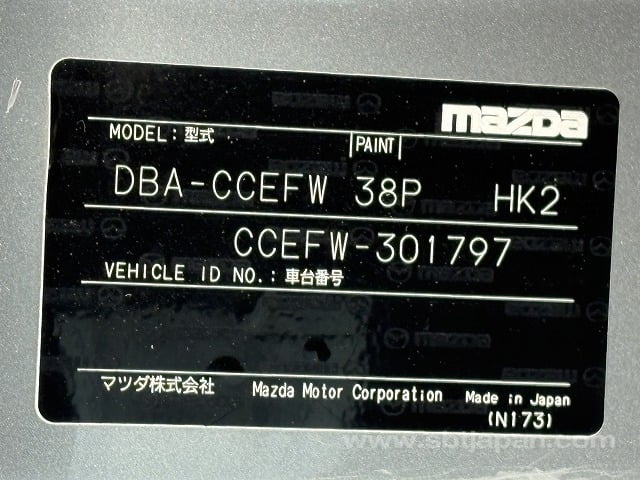 mazda
MODEL: 型式 PAINT
DBA-CCEFW 38P HK2
CCEFW-301797
VEHICLE ID NO.: 車台番号
マツダ株式会社 Mazda Motor Corporation Made in Japan
(N173)
www.sbtjapan.com